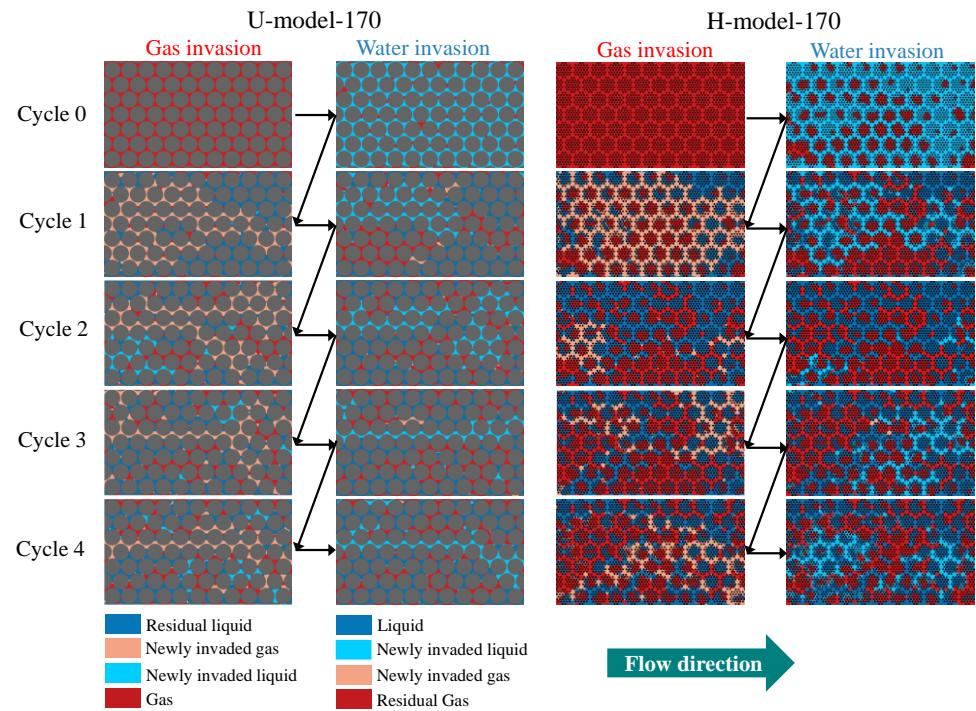 U-model-170
H-model-170
Gas invasion
Water invasion
Gas invasion
Water invasion
Cycle 0
Cycle 1
Cycle 2
Cycle 3
Cycle 4
Residual liquid
Newly invaded gas
Newly invaded liquid
Gas
Liquid
Newly invaded liquid
Newly invaded gas
Residual Gas
Flow direction